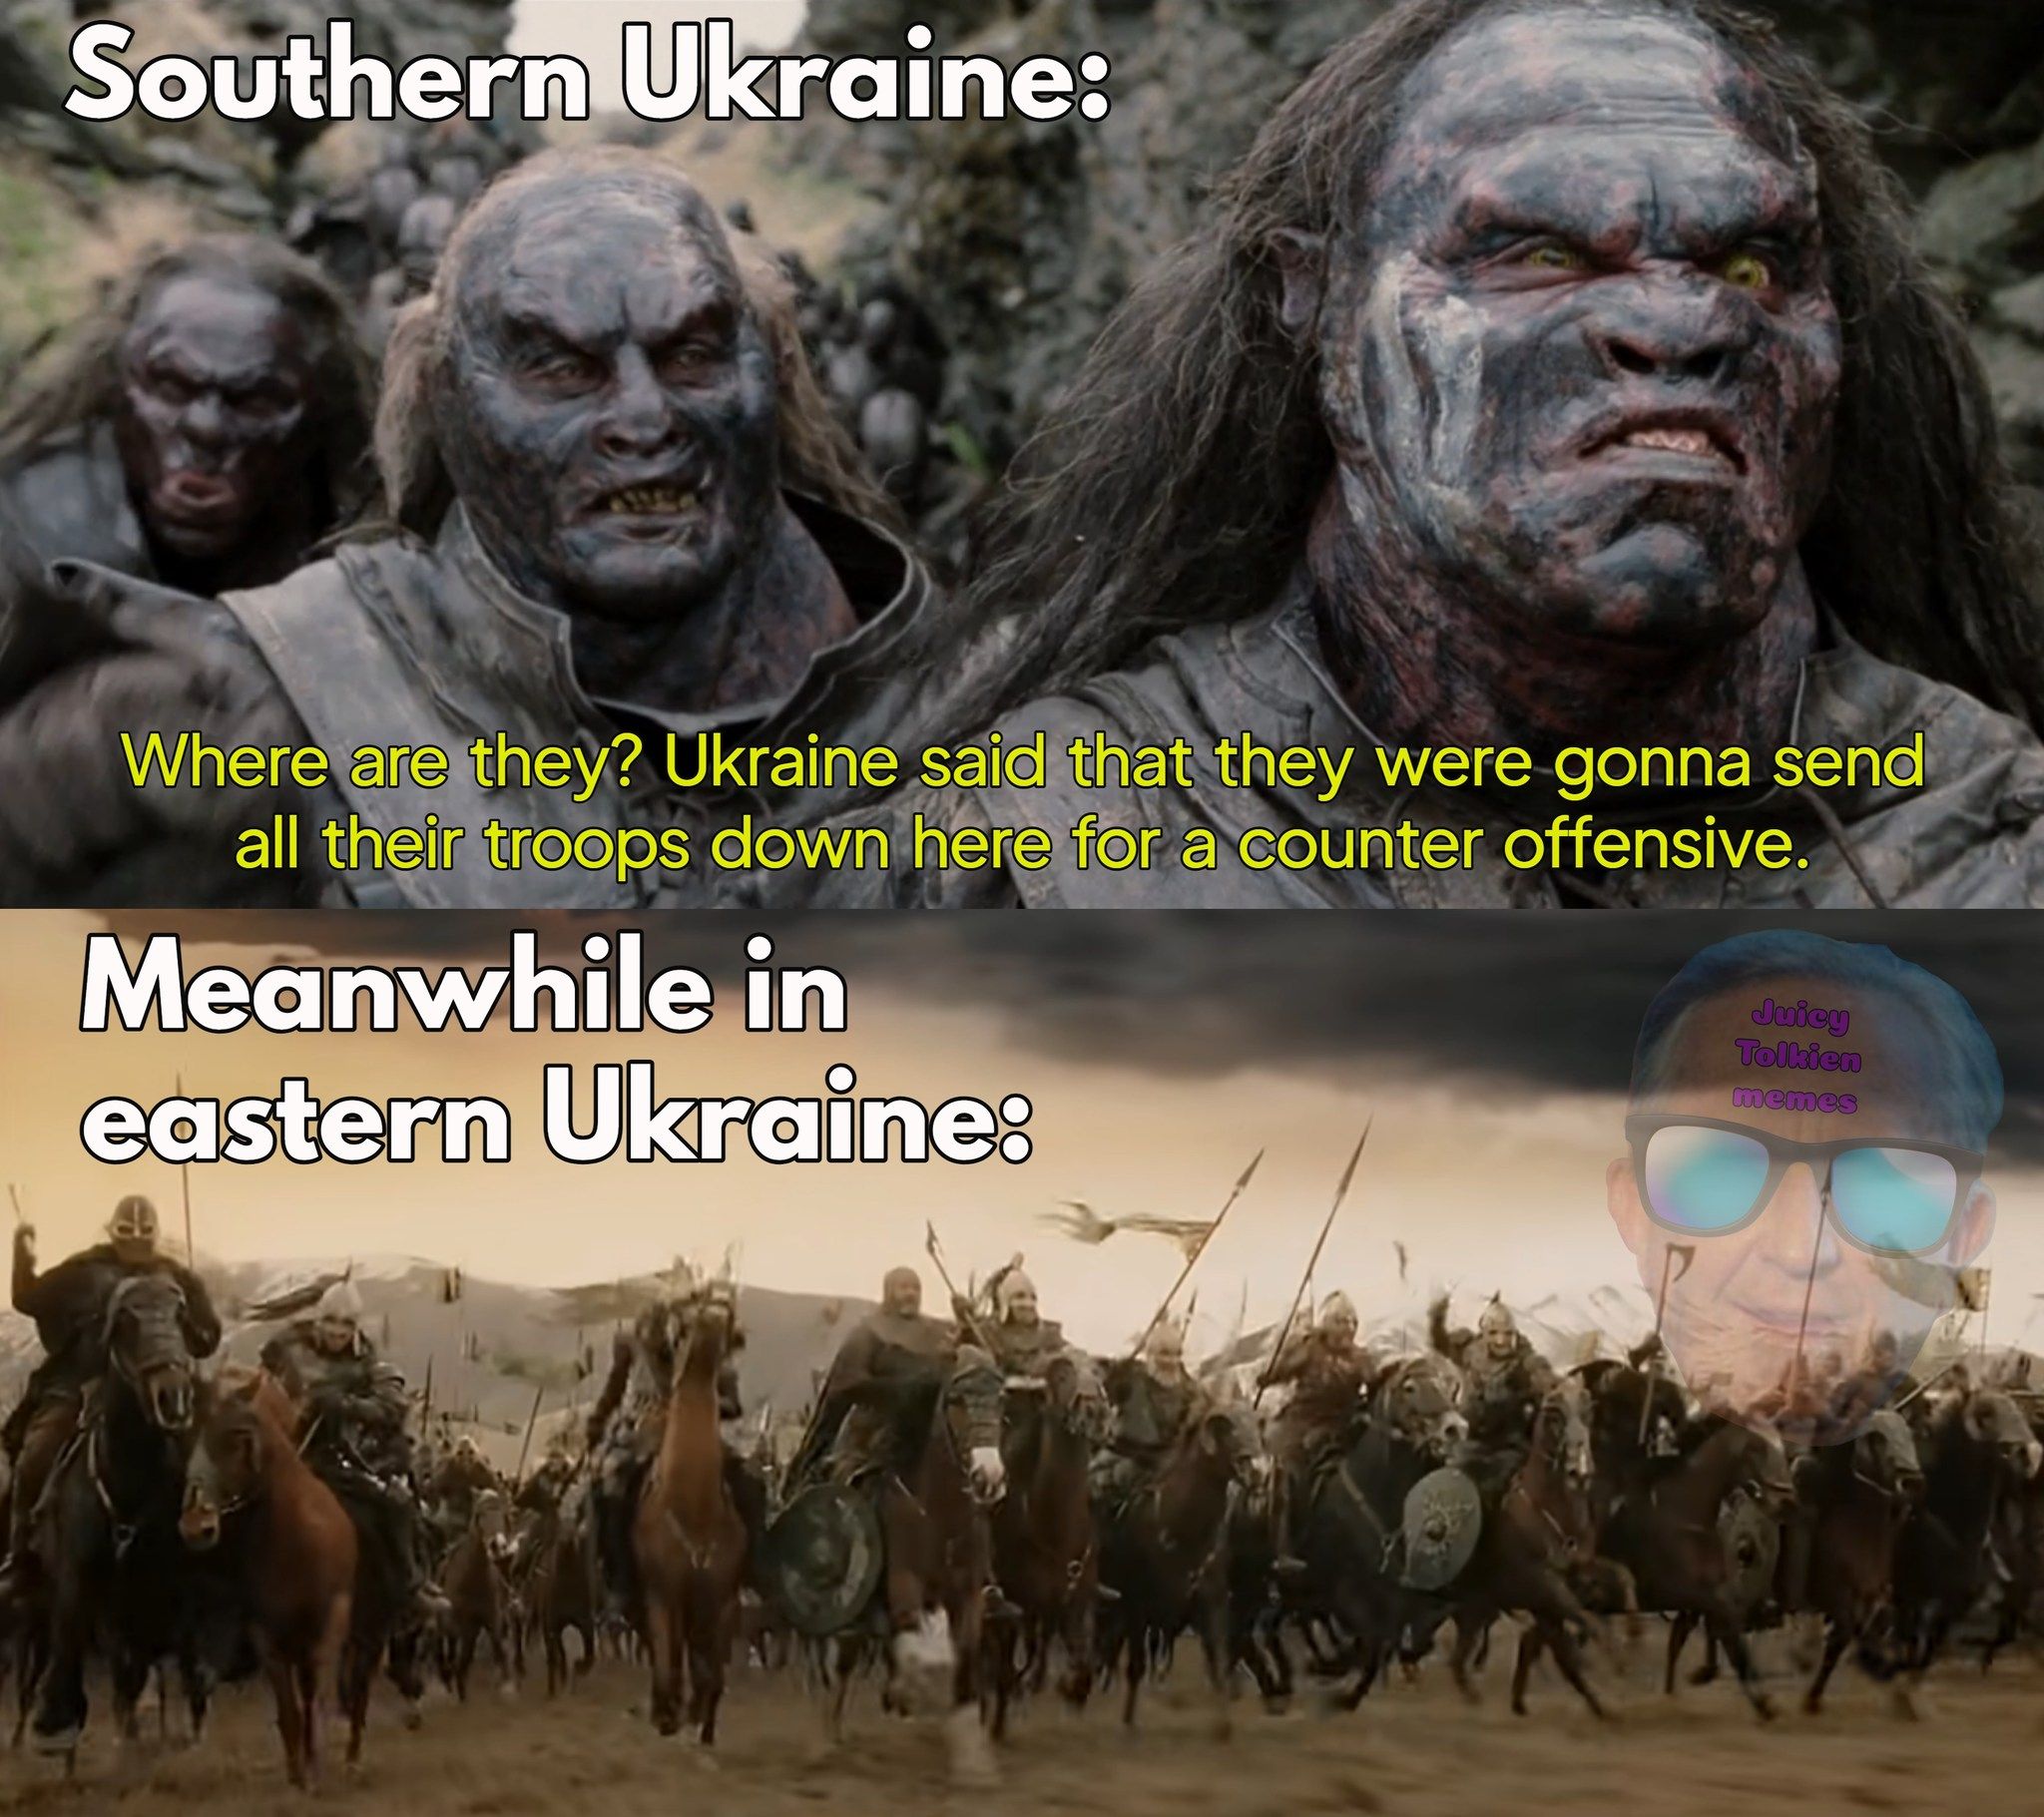 Southern Ukraine:
Where are they? Ukraine said that they were gonna send
all their troops down here for a counter offensive.
Meanwhile in
eastern Ukraine:
Juicy
Tolkien
memes